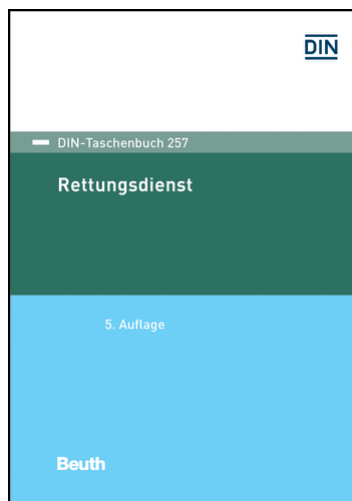 DIN
DIN-Taschenbuch 257
Rettungsdienst
5. Auflage
Beuth